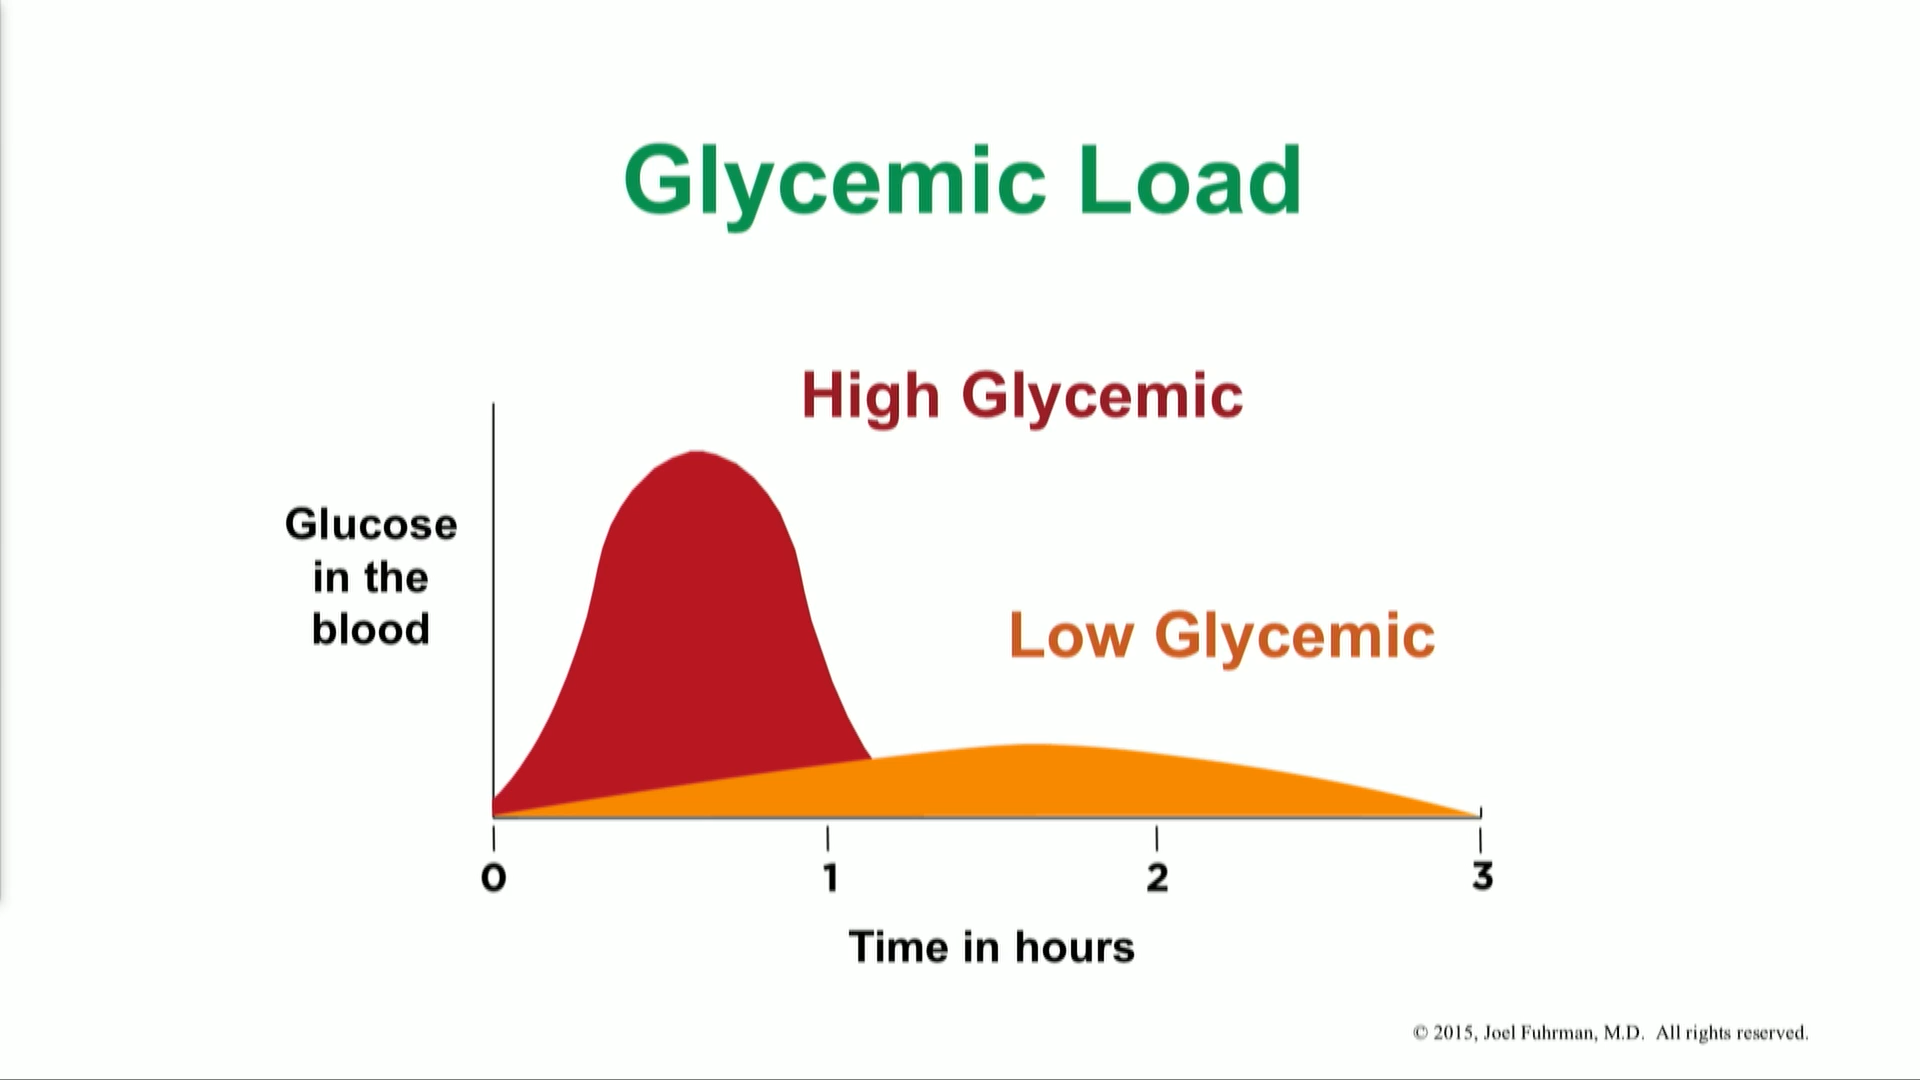 Glycemic Load
High Glycemic
Glucose
in the
blood
Low Glycemic
0 1 2 3
Time in hours
© 2015, Joel Fuhrman, M.D. All rights reserved.